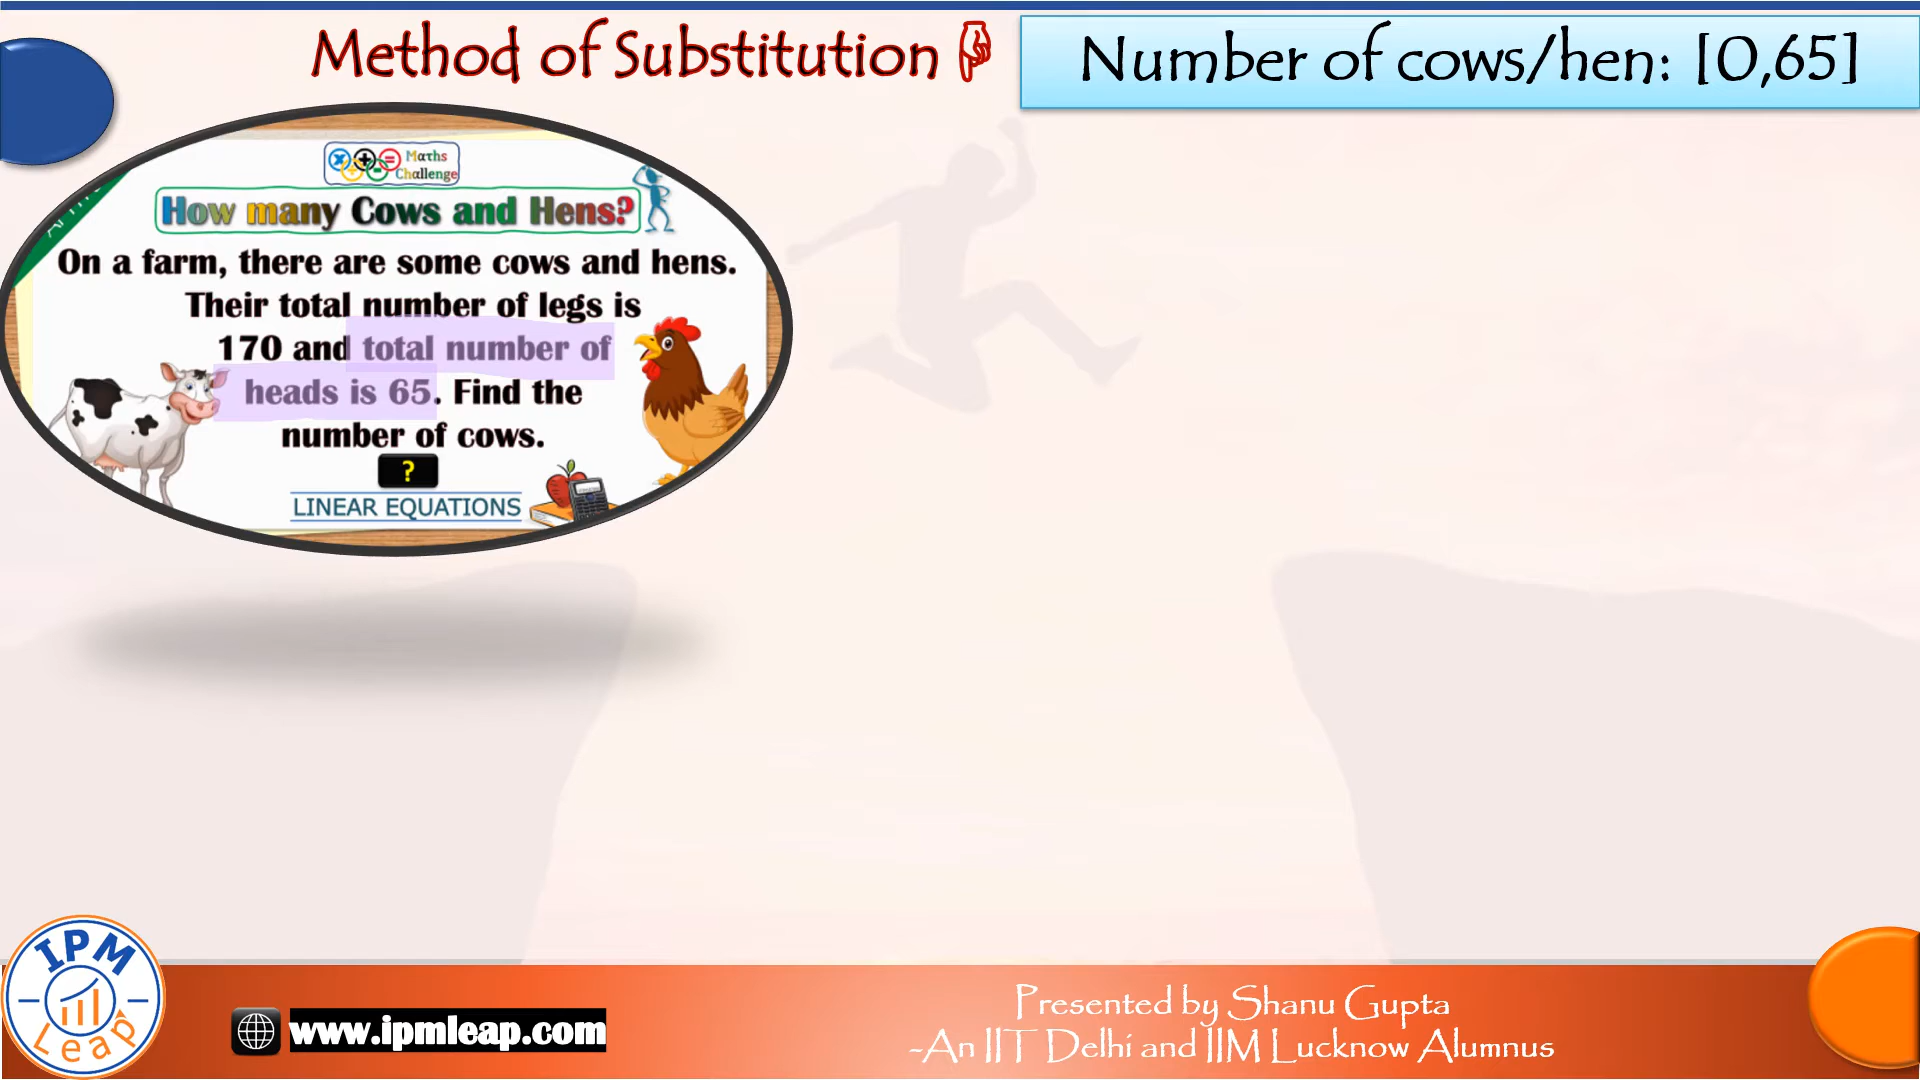 Method of Substitution
Number of cows/hen: [0,65]
Maths
Challenge
How many Cows and Hens?
On a farm, there are some cows and hens.
Their total number of legs is
170 and total number of
heads is 65. Find the
number of cows.
?
LINEAR EQUATIONS
IPM
Leap
www.ipmleap.com
Presented by Shanu Gupta
-An IIT Delhi and IIM Lucknow Alumnus